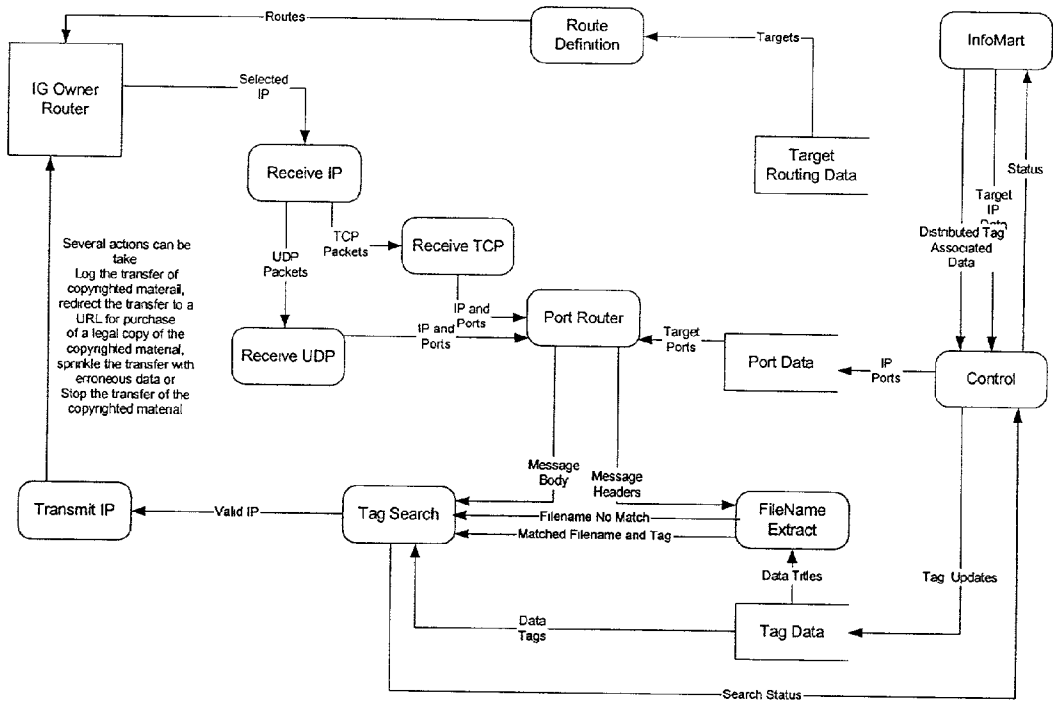 Routes
Route
Definition
Targets
InfoMart
IG Owner
Router
Selected
IP
Receive IP
Target
Routing Data
Status
Target
IP
Data
Distributed Tag
Associated
Data
UDP
Packets
TCP
Packets
Receive TCP
Several actions can be
take
Log the transfer of
copyrighted materail,
redirect the transfer to a
URL for purchase
of a legal copy of the
copyrighted material,
sprinkle the transfer with
erroneous data or
Stop the transfer of the
copyrighted material
IP and
Ports
Port Router
Receive UDP
IP and
Ports
Target
Ports
Port Data
IP
Ports
Control
Message
Body
Message
Headers
Transmit IP
Valid IP
Tag Search
Filename No Match
Matched Filename and Tag
FileName
Extract
Data Titles
Tag Updates
Data
Tags
Tag Data
Search Status